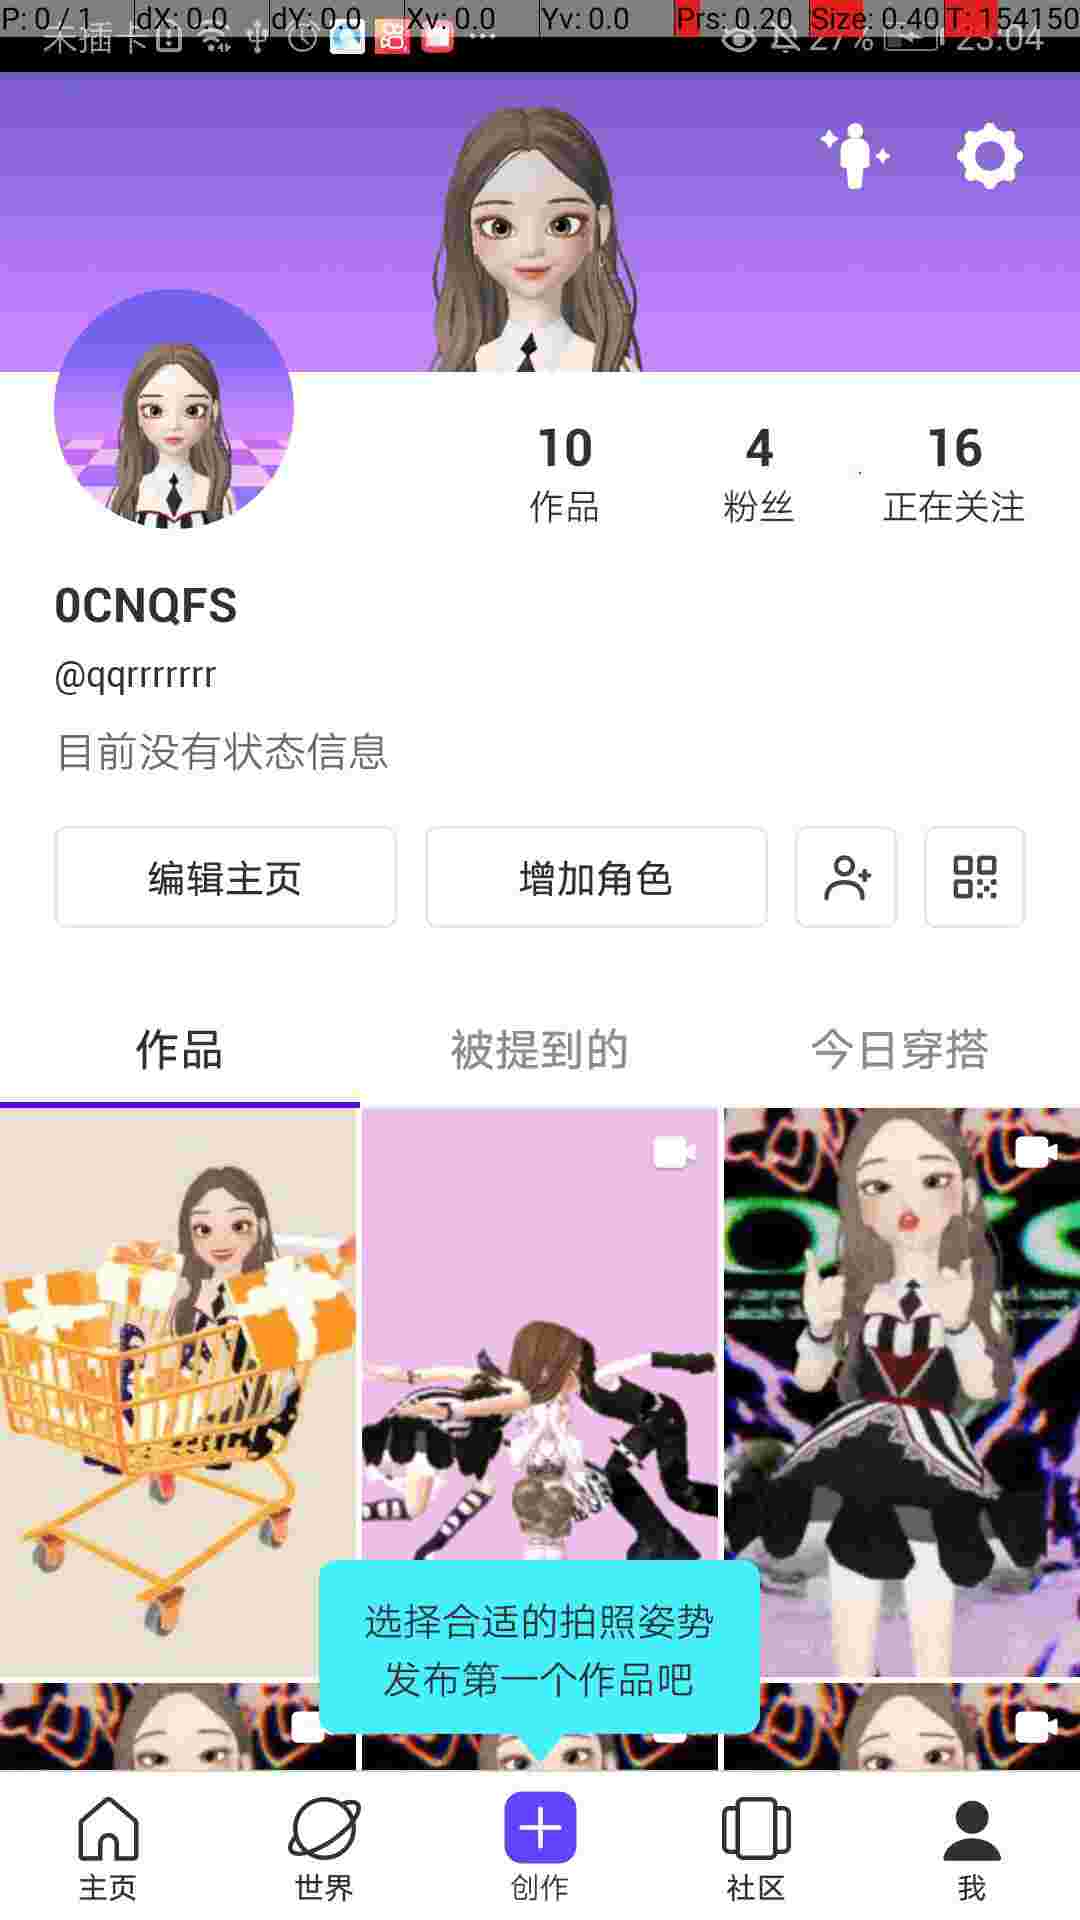 P: 0 / 1 dX: 0.0 dY: 0.0 Xv: 0.0 Yv: 0.0 Prs: 0.20 Size: 0.40 T: 154150
未插卡 27% 23:04
10 4 16
作品 粉丝 正在关注
0CNQFS
@qqrrrrrrr
目前没有状态信息
编辑主页 增加角色
作品 被提到的 今日穿搭
选择合适的拍照姿势
发布第一个作品吧
主页 世界 创作 社区 我